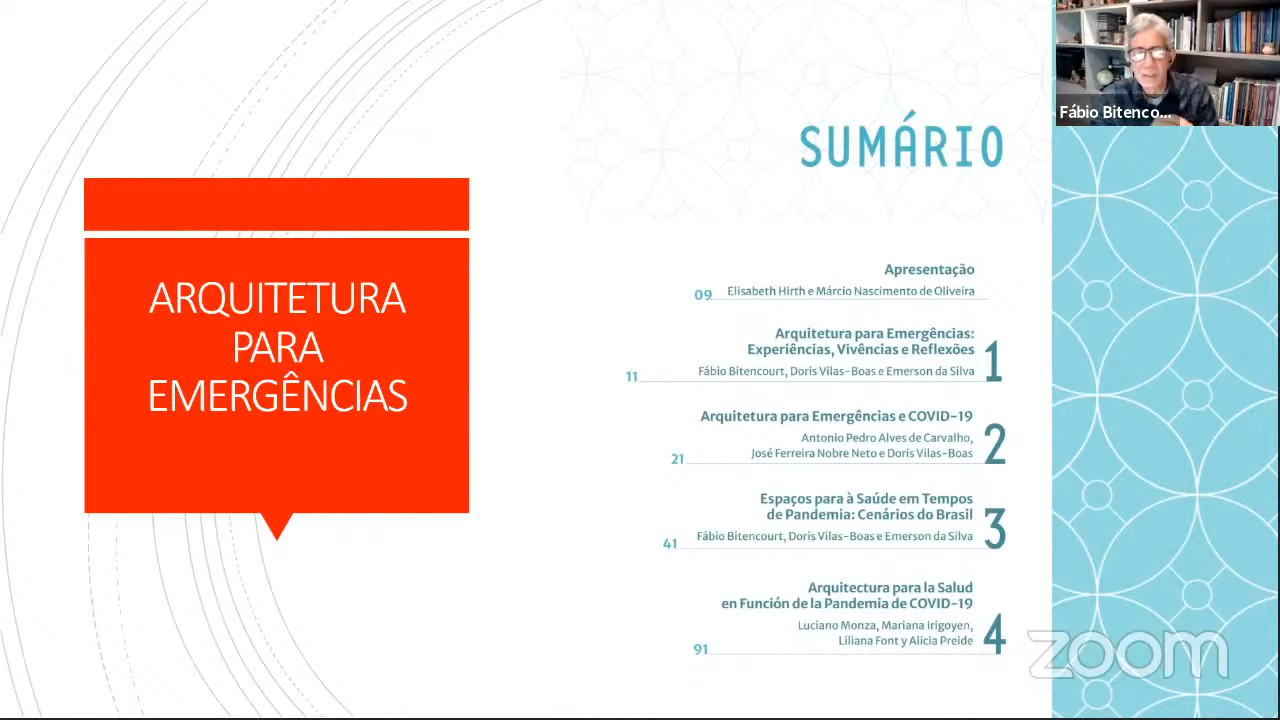 ARQUITETURA
PARA
EMERGÊNCIAS
SUMÁRIO
Apresentação
09 Elisabeth Hirth e Márcio Nascimento de Oliveira
Arquitetura para Emergências:
Experiências, Vivências e Reflexões
1
11 Fábio Bitencourt, Doris Vilas-Boas e Emerson da Silva
Arquitetura para Emergências e COVID-19
2
Antonio Pedro Alves de Carvalho,
21 José Ferreira Nobre Neto e Doris Vilas-Boas
Espaços para à Saúde em Tempos
de Pandemia: Cenários do Brasil
3
41 Fábio Bitencourt, Doris Vilas-Boas e Emerson da Silva
Arquitectura para la Salud
en Función de la Pandemia de COVID-19
4
Luciano Monza, Mariana Irigoyen,
91 Liliana Font y Alicia Preide
Fábio Bitenco...
zoom